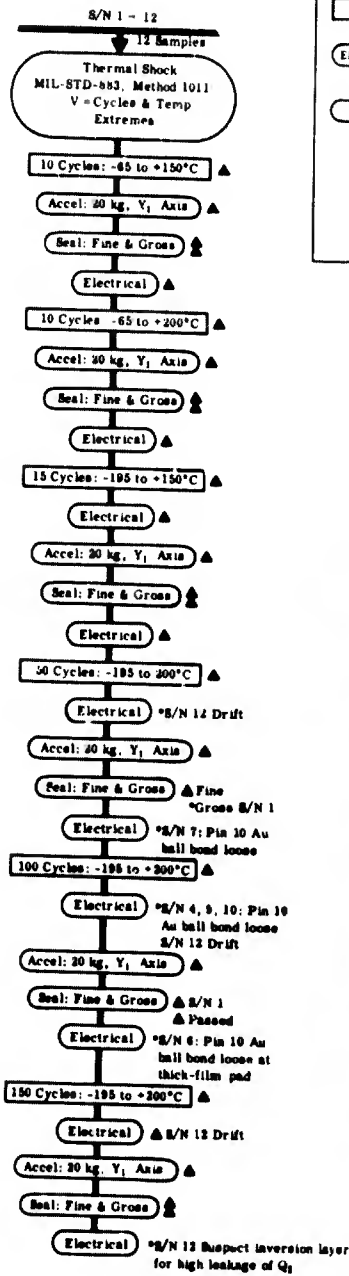 S/N 1 - 12
12 Samples
Thermal Shock
MIL-STD-883, Method 1011
V = Cycles & Temp
Extremes
10 Cycles: -65 to +150°C
Accel: 20 kg, Y1 Axis
Seal: Fine & Gross
Electrical
10 Cycles -65 to +200°C
Accel: 20 kg, Y1 Axis
Seal: Fine & Gross
Electrical
15 Cycles: -195 to +150°C
Electrical
Accel: 20 kg, Y1 Axis
Seal: Fine & Gross
Electrical
50 Cycles: -195 to 200°C
Electrical *S/N 12 Drift
Accel: 20 kg, Y1 Axis
Seal: Fine & Gross Fine
*Gross S/N 1
Electrical *S/N 7: Pin 10 Au
ball bond loose
100 Cycles: -195 to +200°C
Electrical *S/N 4, 9, 10: Pin 10
Au ball bond loose
S/N 12 Drift
Accel: 20 kg, Y1 Axis
Seal: Fine & Gross S/N 1
Passed
Electrical *S/N 6: Pin 10 Au
ball bond loose at
thick-film pad
150 Cycles: -195 to +200°C
Electrical S/N 12 Drift
Accel: 20 kg, Y1 Axis
Seal: Fine & Gross
Electrical *S/N 12 Suspect inversion layer
for high leakage of Q1